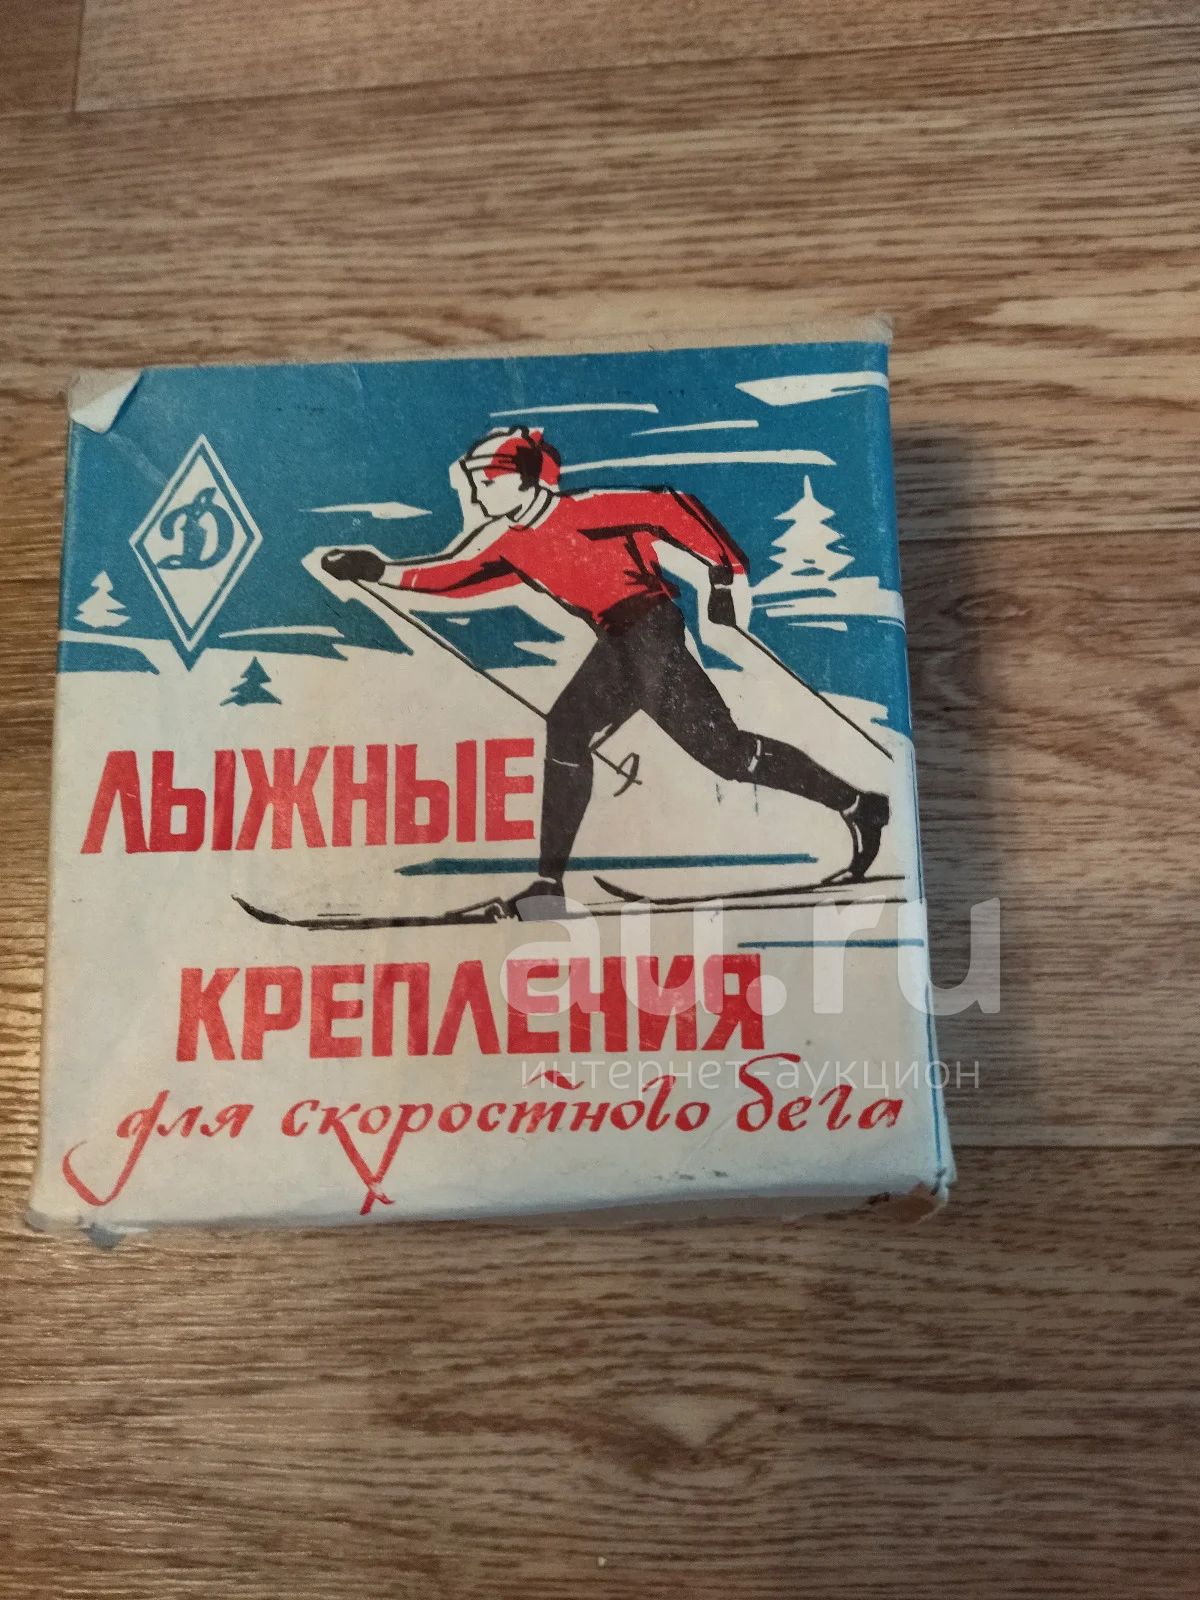 Д
ЛЫЖНЫЕ
КРЕПЛЕНИЯ
для скоростного бега
au.ru
интернет-аукцион